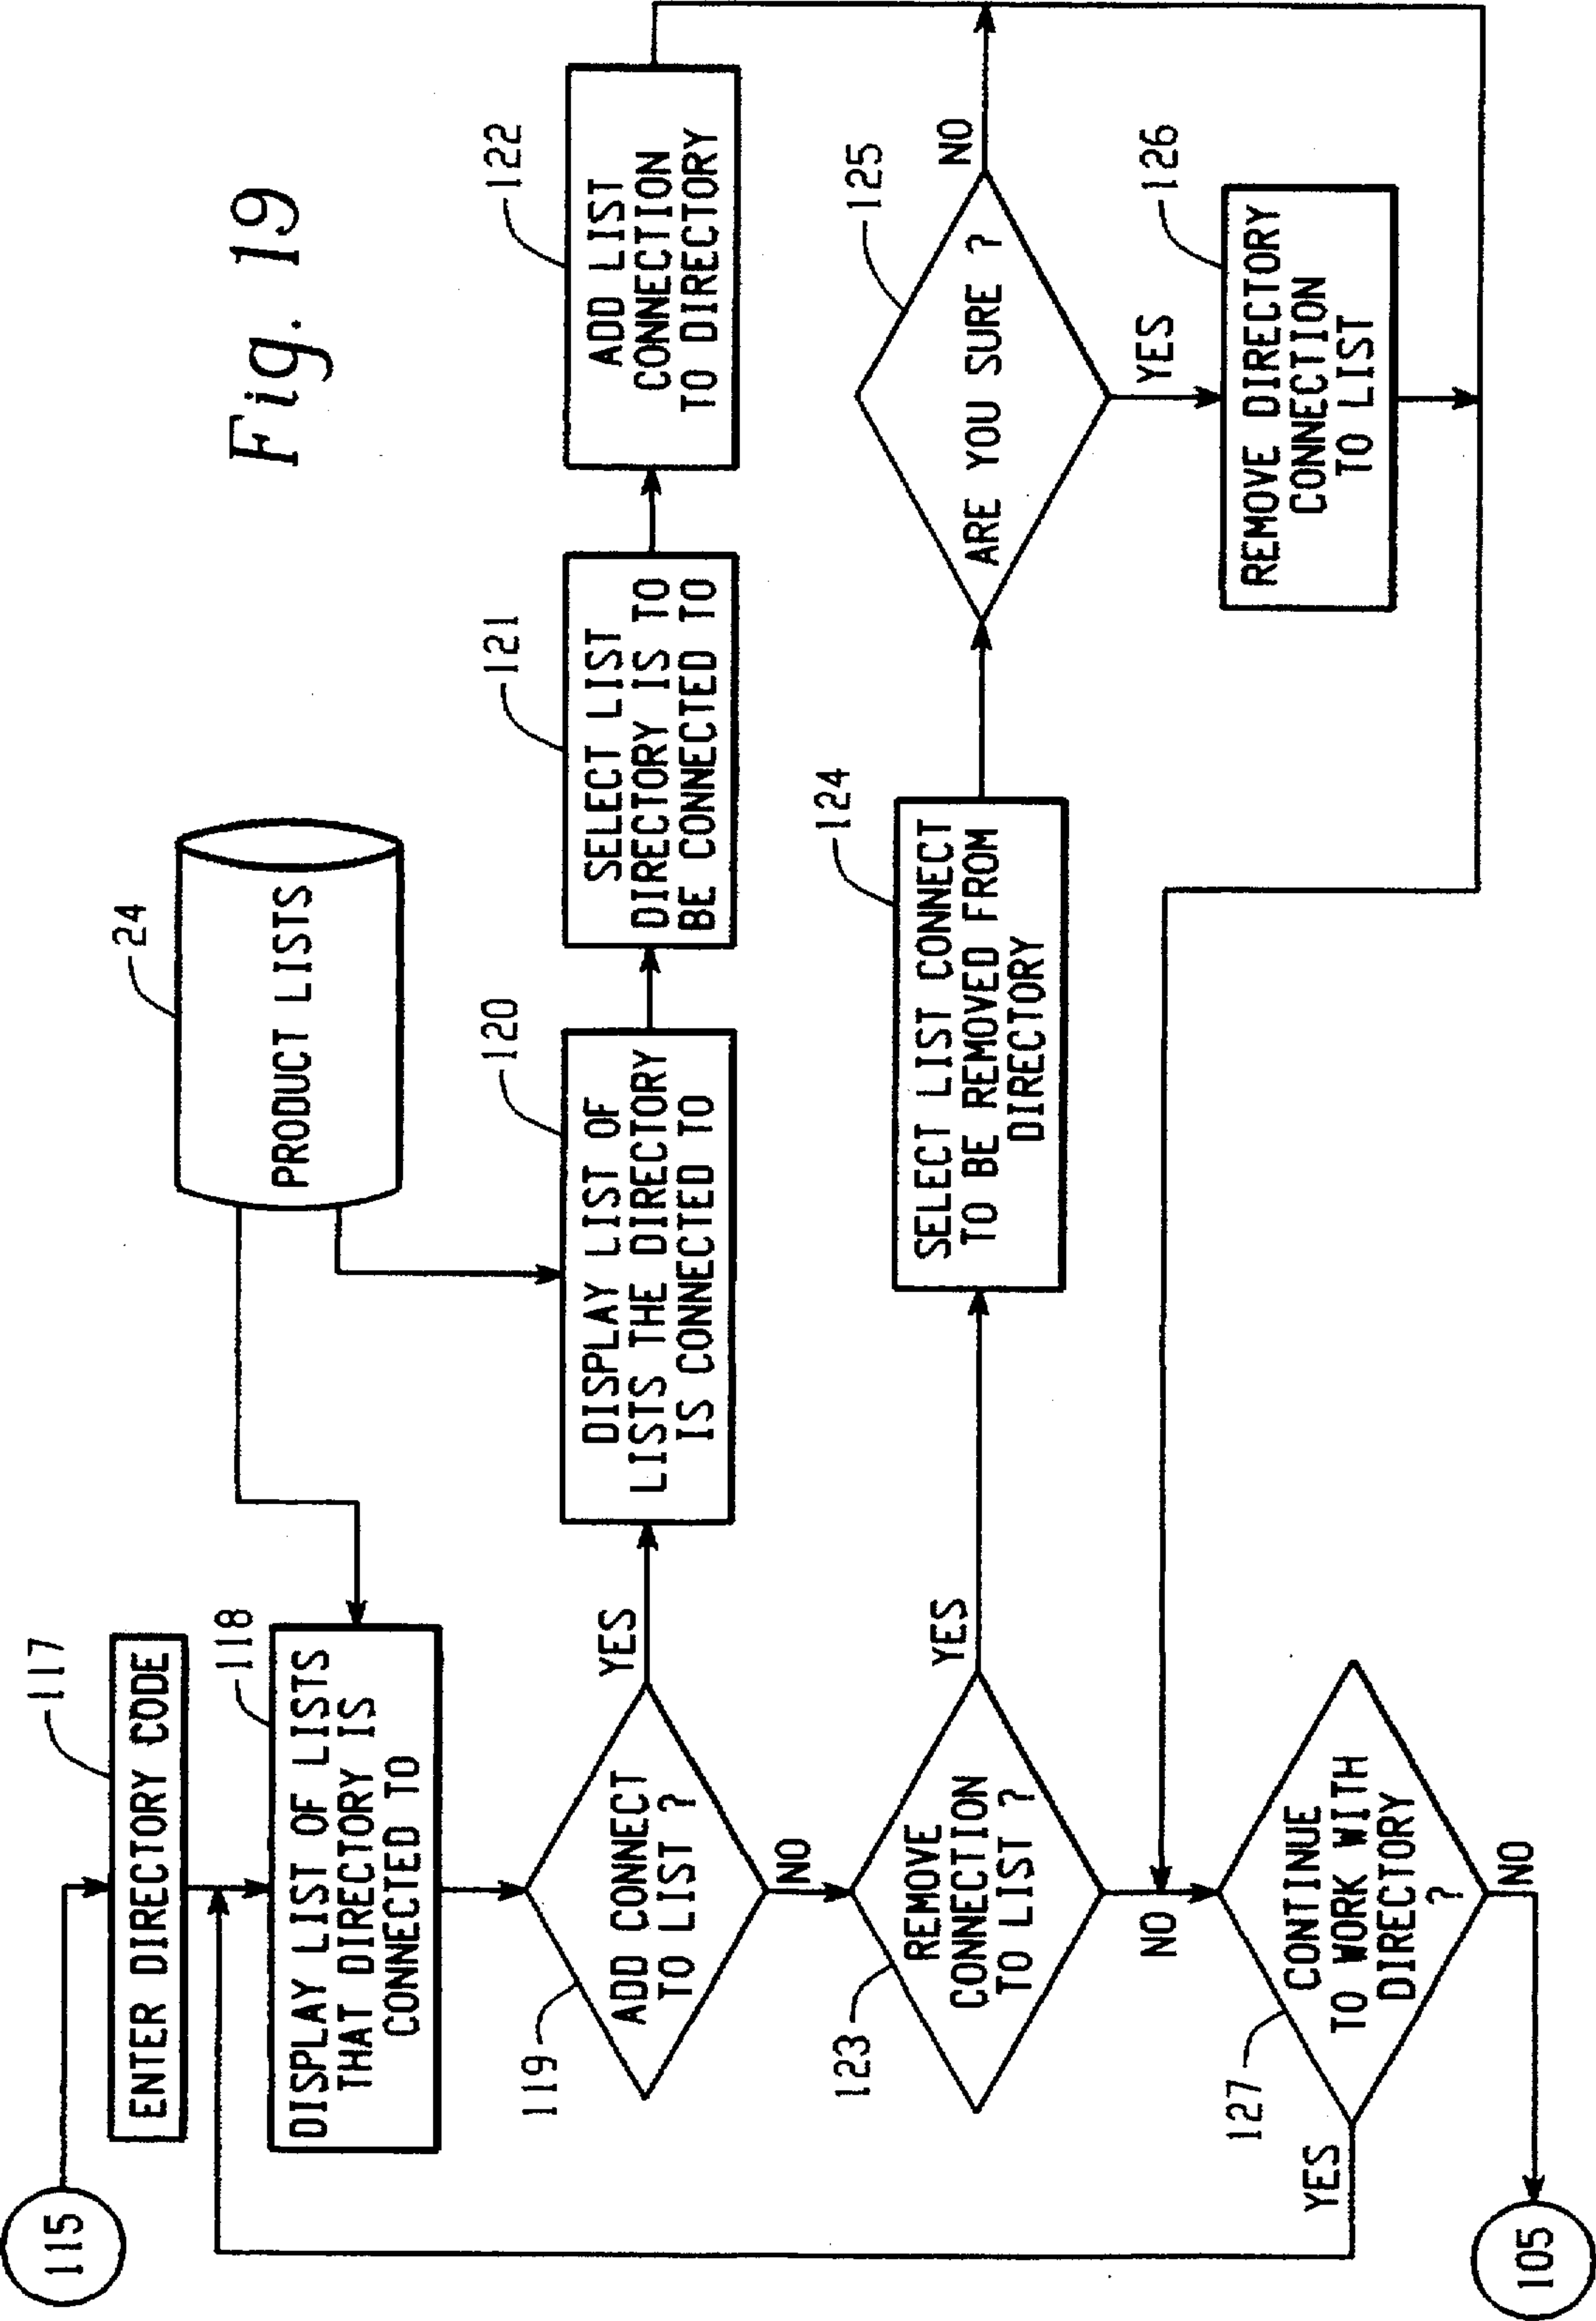 Fig. 19
115
117
ENTER DIRECTORY CODE
24
PRODUCT LISTS
118
DISPLAY LIST OF LISTS
THAT DIRECTORY IS
CONNECTED TO
119
ADD CONNECT
TO LIST ?
YES
NO
120
DISPLAY LIST OF
LISTS THE DIRECTORY
IS CONNECTED TO
121
SELECT LIST
DIRECTORY IS TO
BE CONNECTED TO
122
ADD LIST
CONNECTION
TO DIRECTORY
123
REMOVE
CONNECTION
TO LIST ?
YES
NO
124
SELECT LIST CONNECT
TO BE REMOVED FROM
DIRECTORY
125
ARE YOU SURE ?
NO
YES
126
REMOVE DIRECTORY
CONNECTION
TO LIST
127
CONTINUE
TO WORK WITH
DIRECTORY
?
YES
NO
105